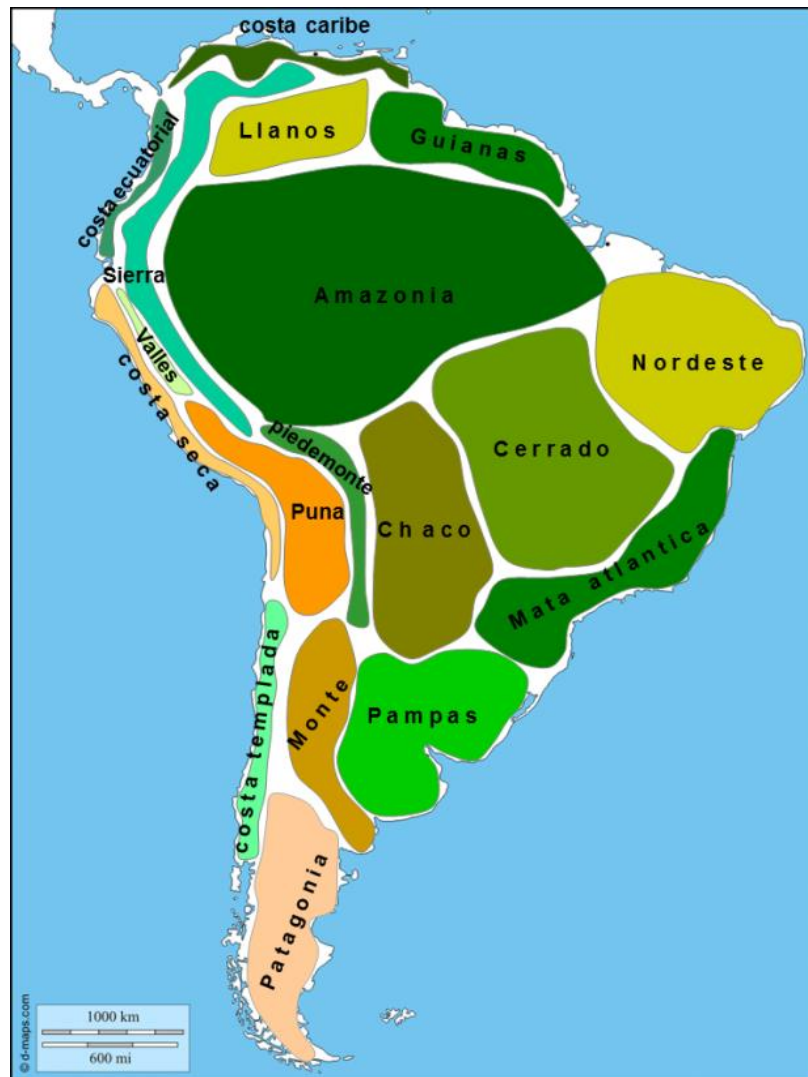 costa caribe
Llanos
Guianas
costa ecuatorial
Sierra
Amazonia
Valles
Nordeste
costa seca
piedemonte
Cerrado
Puna
Chaco
Mata atlantica
costa templada
Monte
Pampas
Patagonia
1000 km
600 mi
© d-maps.com